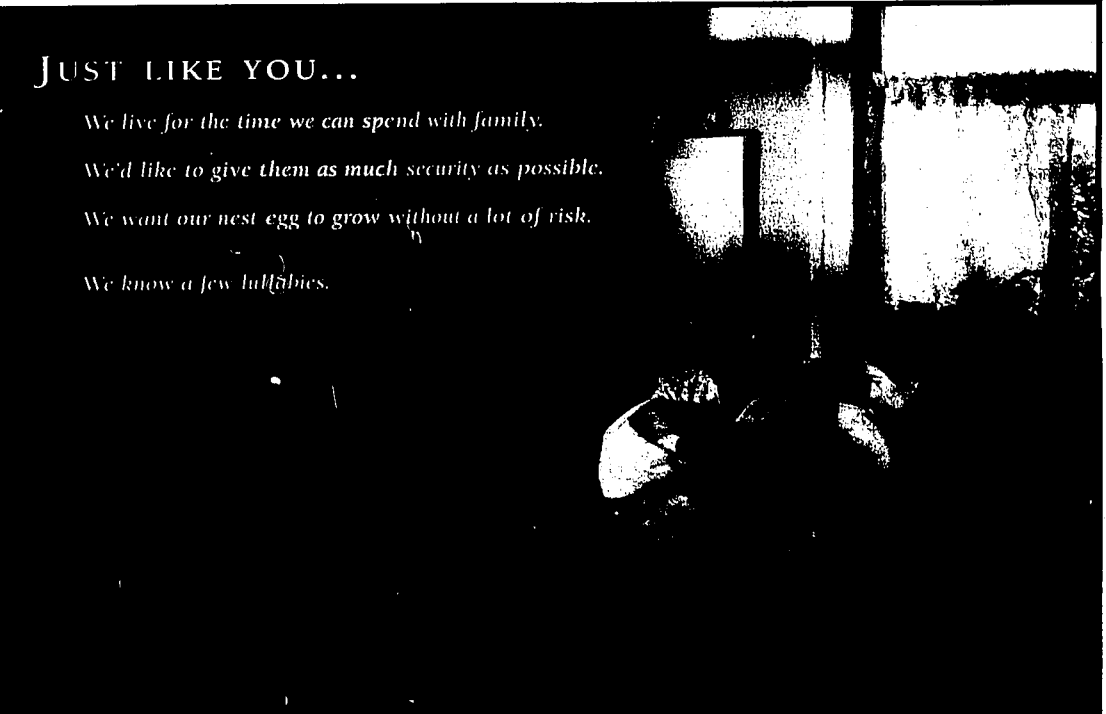 JUST LIKE YOU...
We live for the time we can spend with family.
We'd like to give them as much security as possible.
We want our nest egg to grow without a lot of risk.
We know a few lullabies.